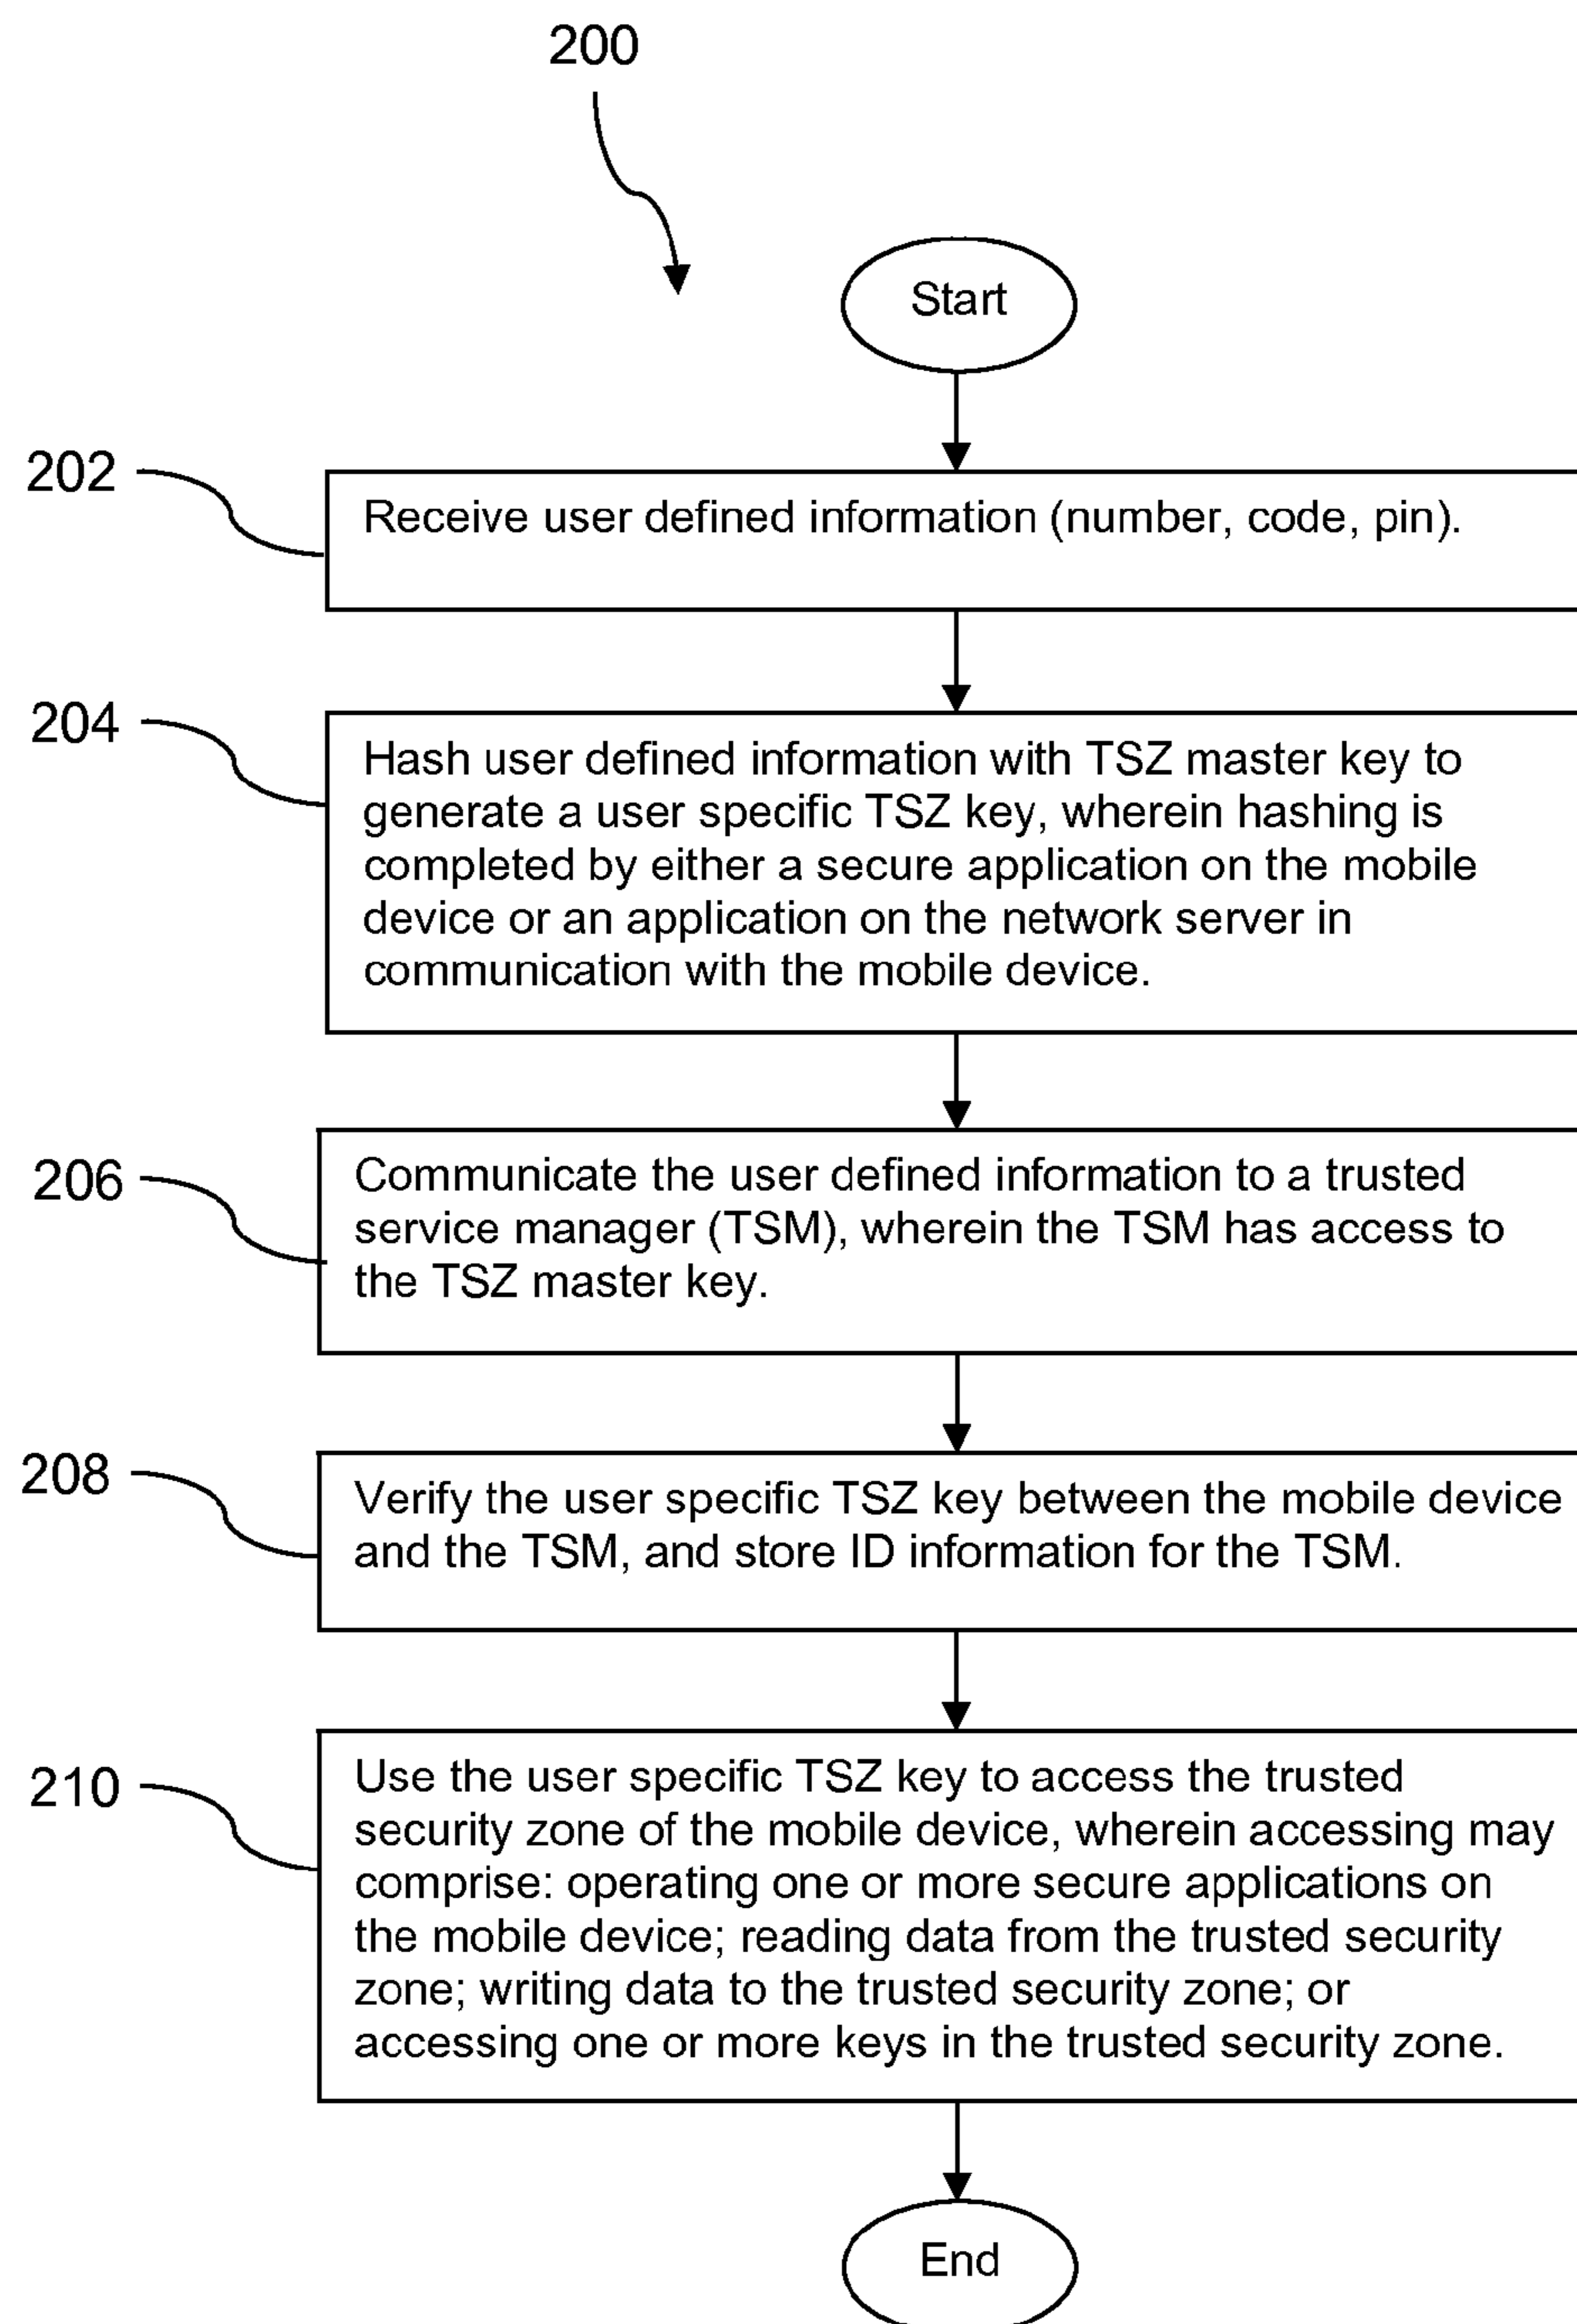 200
Start
202
Receive user defined information (number, code, pin).
204
Hash user defined information with TSZ master key to
generate a user specific TSZ key, wherein hashing is
completed by either a secure application on the mobile
device or an application on the network server in
communication with the mobile device.
206
Communicate the user defined information to a trusted
service manager (TSM), wherein the TSM has access to
the TSZ master key.
208
Verify the user specific TSZ key between the mobile device
and the TSM, and store ID information for the TSM.
210
Use the user specific TSZ key to access the trusted
security zone of the mobile device, wherein accessing may
comprise: operating one or more secure applications on
the mobile device; reading data from the trusted security
zone; writing data to the trusted security zone; or
accessing one or more keys in the trusted security zone.
End